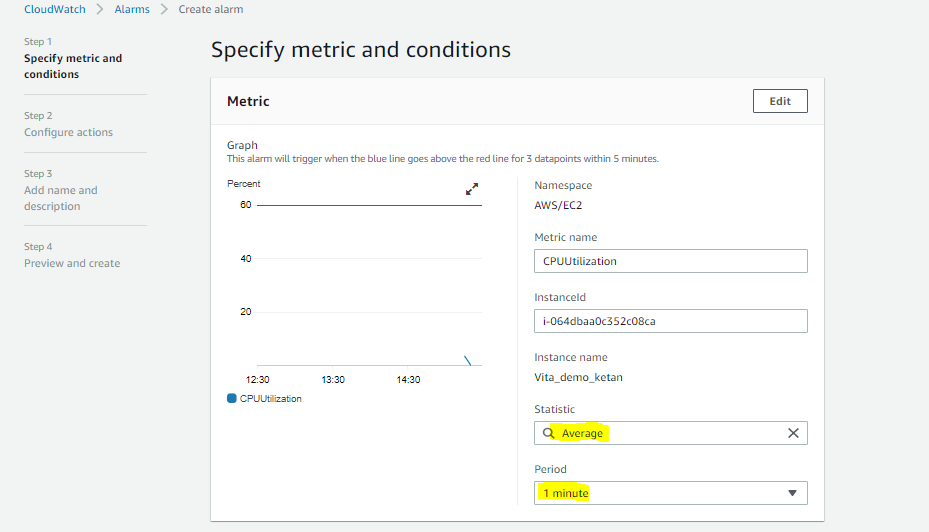 CloudWatch > Alarms > Create alarm
Step 1
Specify metric and
conditions
Step 2
Configure actions
Step 3
Add name and
description
Step 4
Preview and create
Specify metric and conditions
Metric
Edit
Graph
This alarm will trigger when the blue line goes above the red line for 3 datapoints within 5 minutes.
Percent
60
40
20
12:30 13:30 14:30
CPUUtilization
Namespace
AWS/EC2
Metric name
CPUUtilization
InstanceId
i-064dbaa0c352c08ca
Instance name
Vita_demo_ketan
Statistic
Average
Period
1 minute